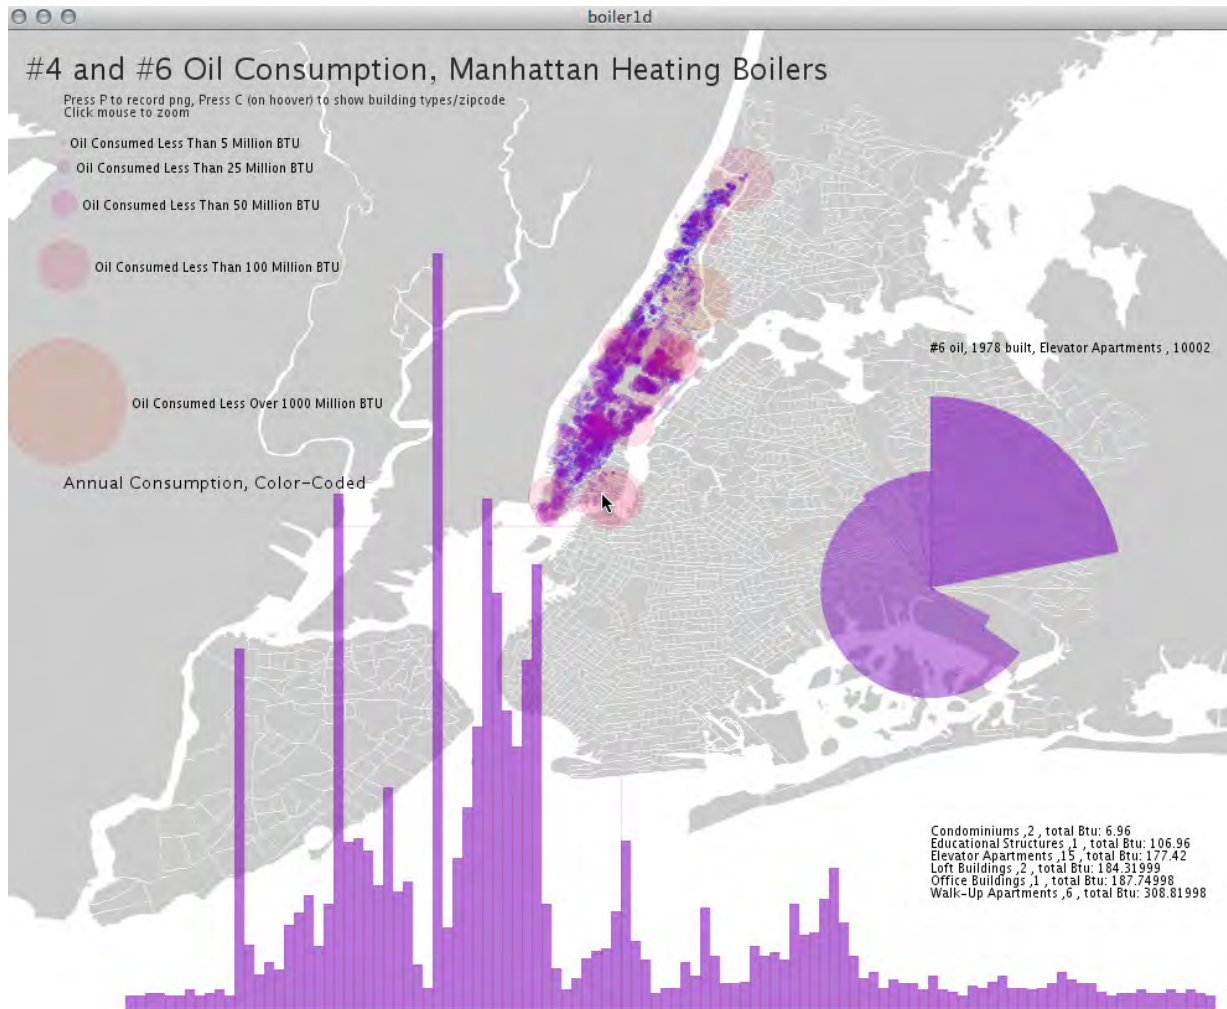 boiler1d
#4 and #6 Oil Consumption, Manhattan Heating Boilers
Press P to record png, Press C (on hoover) to show building types/zipcode
Click mouse to zoom
Oil Consumed Less Than 5 Million BTU
Oil Consumed Less Than 25 Million BTU
Oil Consumed Less Than 50 Million BTU
Oil Consumed Less Than 100 Million BTU
#6 oil, 1978 built, Elevator Apartments , 10002
Oil Consumed Less Over 1000 Million BTU
Annual Consumption, Color-Coded
Condominiums ,2 , total Btu: 6.96
Educational Structures ,1 , total Btu: 106.96
Elevator Apartments ,15 , total Btu: 177.42
Loft Buildings ,2 , total Btu: 184.31999
Office Buildings ,1 , total Btu: 187.74998
Walk-Up Apartments ,6 , total Btu: 308.81998